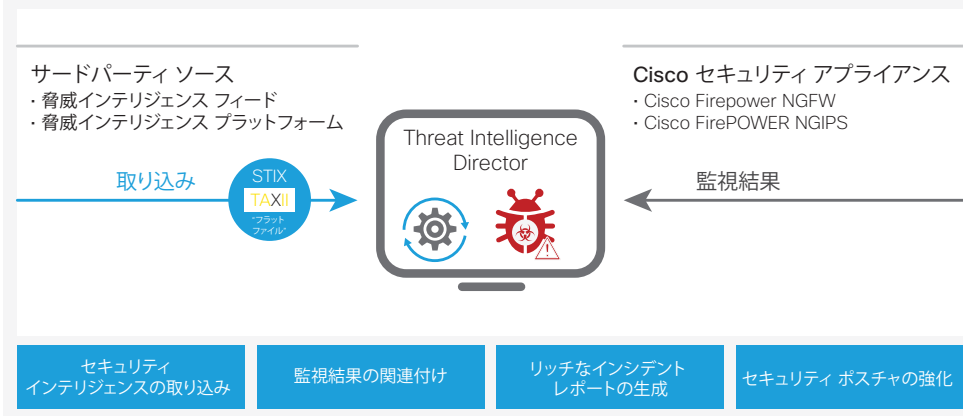 サードパーティ ソース
・脅威インテリジェンス フィード
・脅威インテリジェンス プラットフォーム
取り込み
STIX
TAXII
"フラット
ファイル"
Threat Intelligence
Director
!
Cisco セキュリティ アプライアンス
・Cisco Firepower NGFW
・Cisco FirePOWER NGIPS
監視結果
セキュリティ
インテリジェンスの取り込み
監視結果の関連付け
リッチなインシデント
レポートの生成
セキュリティ ポスチャの強化